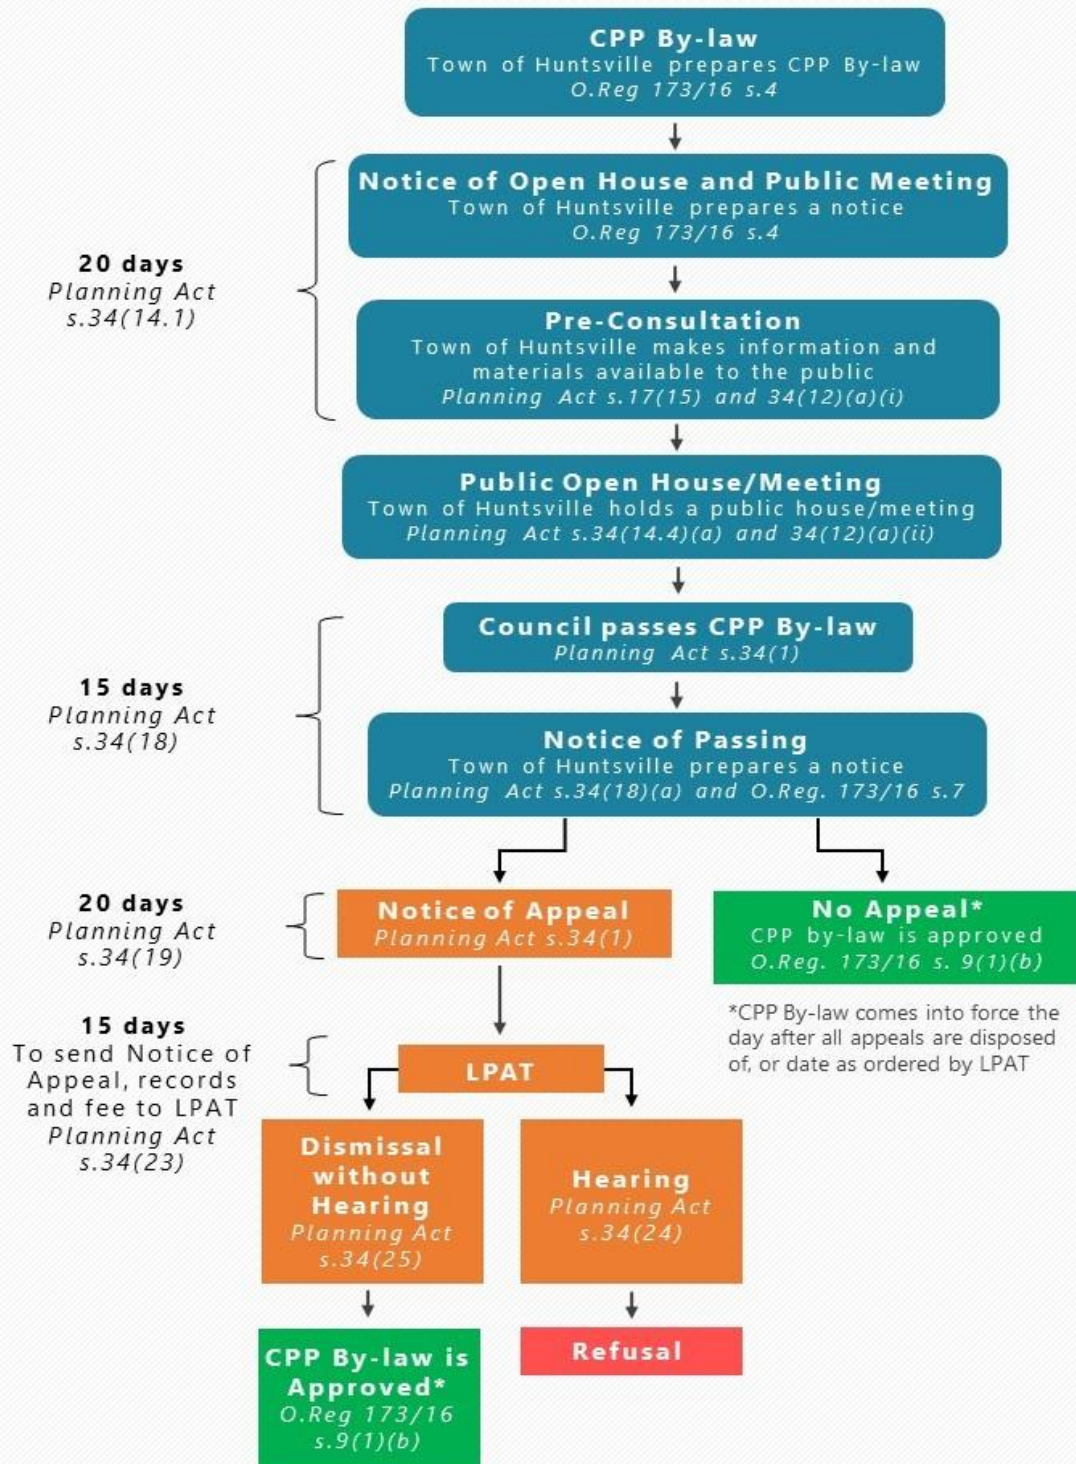 CPP By-law
Town of Huntsville prepares CPP By-law
O.Reg 173/16 s.4
Notice of Open House and Public Meeting
Town of Huntsville prepares a notice
O.Reg 173/16 s.4
20 days
Planning Act
s.34(14.1)
Pre-Consultation
Town of Huntsville makes information and
materials available to the public
Planning Act s.17(15) and 34(12)(a)(i)
Public Open House/Meeting
Town of Huntsville holds a public house/meeting
Planning Act s.34(14.4)(a) and 34(12)(a)(ii)
Council passes CPP By-law
Planning Act s.34(1)
15 days
Planning Act
s.34(18)
Notice of Passing
Town of Huntsville prepares a notice
Planning Act s.34(18)(a) and O.Reg. 173/16 s.7
20 days
Planning Act
s.34(19)
Notice of Appeal
Planning Act s.34(1)
No Appeal*
CPP by-law is approved
O.Reg. 173/16 s. 9(1)(b)
*CPP By-law comes into force the
day after all appeals are disposed
of, or date as ordered by LPAT
15 days
To send Notice of
Appeal, records
and fee to LPAT
Planning Act
s.34(23)
LPAT
Dismissal
without
Hearing
Planning Act
s.34(25)
Hearing
Planning Act
s.34(24)
CPP By-law is
Approved*
O.Reg 173/16
s.9(1)(b)
Refusal